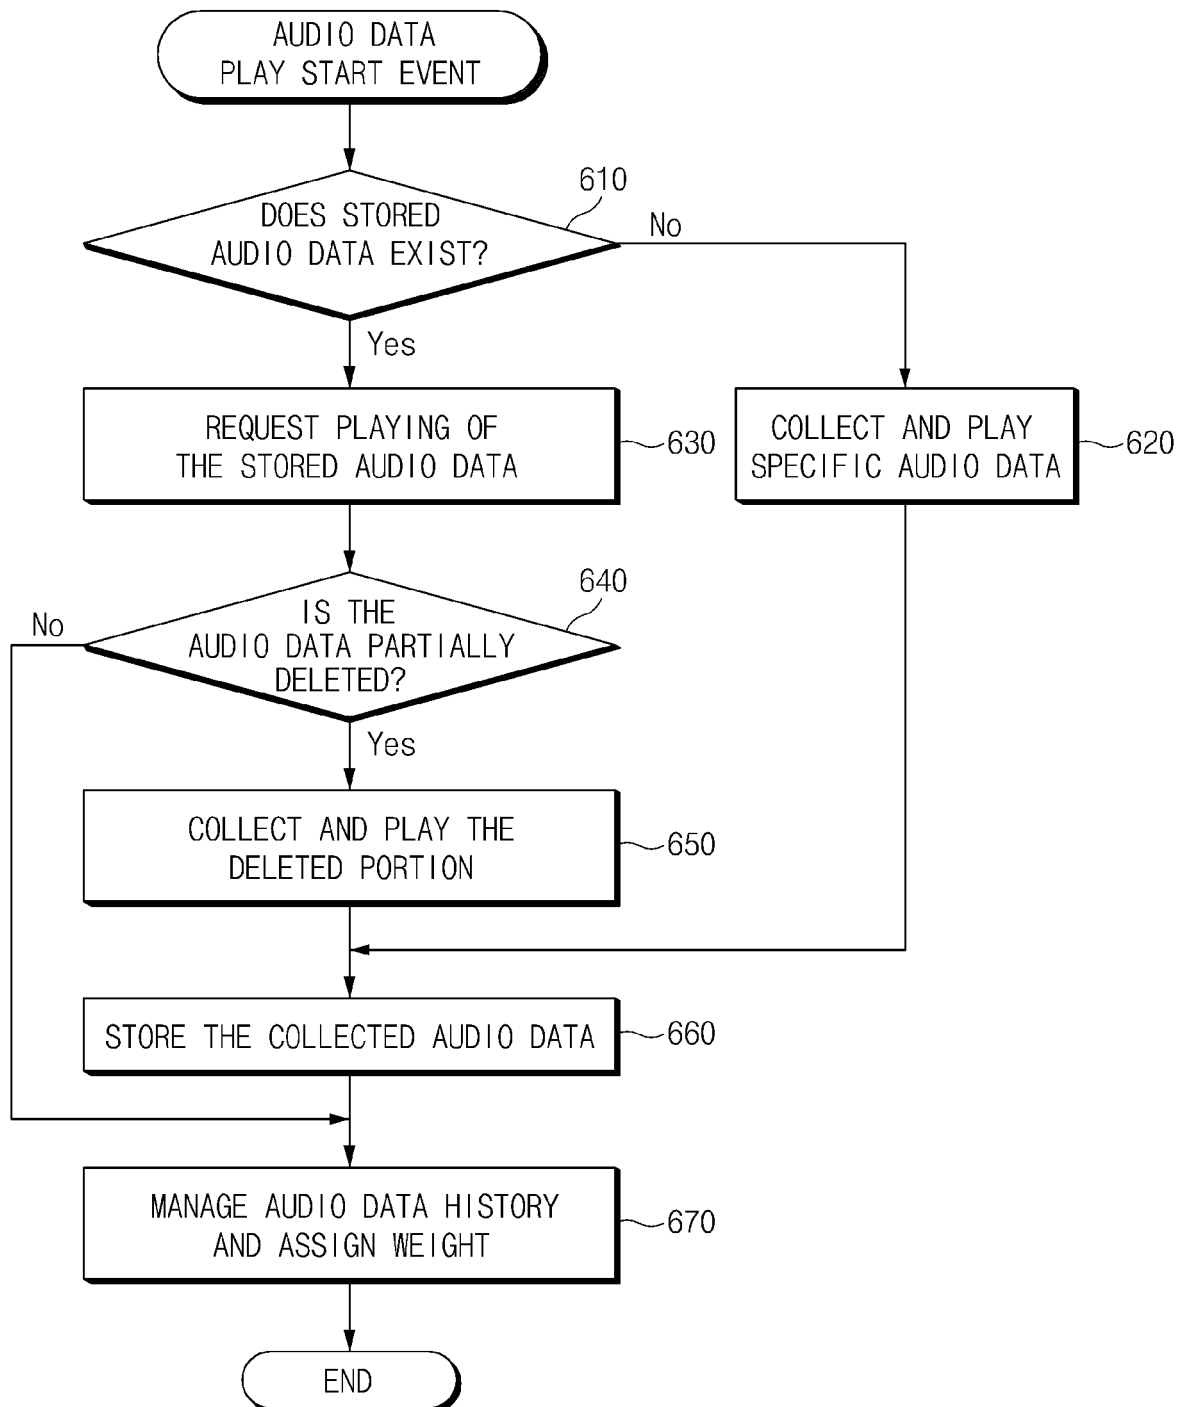 AUDIO DATA
PLAY START EVENT
610
DOES STORED
AUDIO DATA EXIST?
No
Yes
REQUEST PLAYING OF
THE STORED AUDIO DATA
630
COLLECT AND PLAY
SPECIFIC AUDIO DATA
620
640
IS THE
AUDIO DATA PARTIALLY
DELETED?
No
Yes
COLLECT AND PLAY THE
DELETED PORTION
650
STORE THE COLLECTED AUDIO DATA
660
MANAGE AUDIO DATA HISTORY
AND ASSIGN WEIGHT
670
END